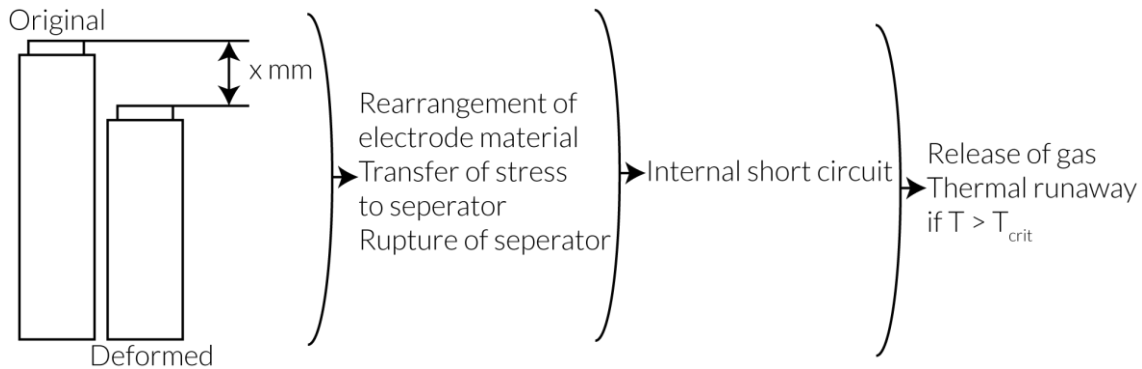 Original
x mm
Deformed
Rearrangement of
electrode material
Transfer of stress
to seperator
Rupture of seperator
Internal short circuit
Release of gas
Thermal runaway
if T > T_crit